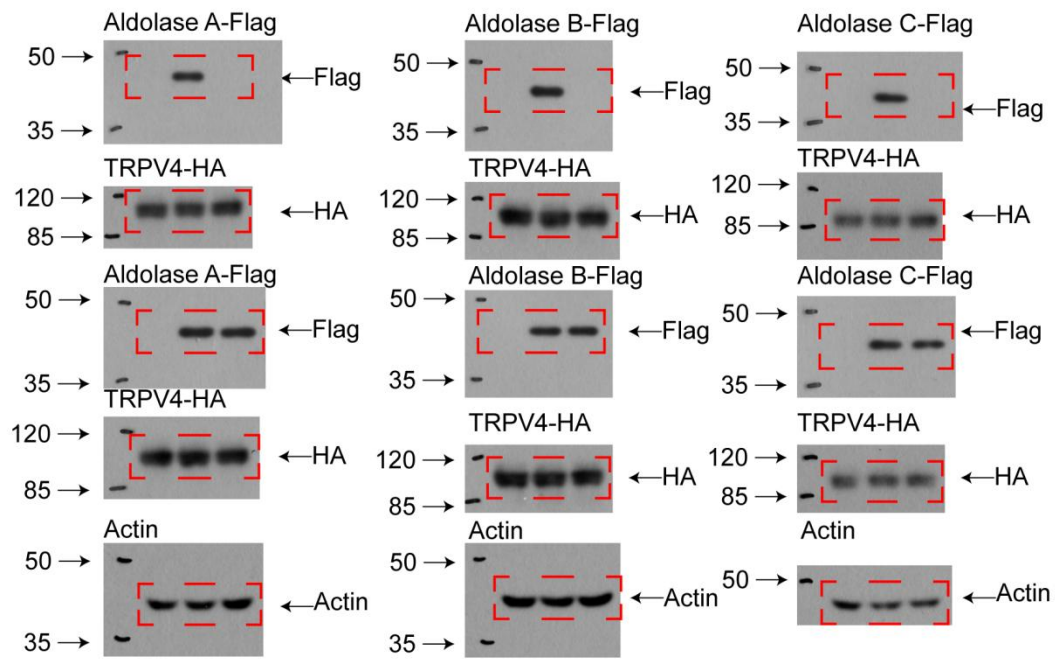 Aldolase A-Flag
50 →
← Flag
35 →
TRPV4-HA
120 →
← HA
85 →
Aldolase A-Flag
50 →
← Flag
35 →
TRPV4-HA
120 →
← HA
85 →
Actin
50 →
← Actin
35 →
Aldolase B-Flag
50 →
← Flag
35 →
TRPV4-HA
120 →
← HA
85 →
Aldolase B-Flag
50 →
← Flag
35 →
TRPV4-HA
120 →
← HA
85 →
Actin
50 →
← Actin
35 →
Aldolase C-Flag
50 →
← Flag
35 →
TRPV4-HA
120 →
← HA
85 →
Aldolase C-Flag
50 →
← Flag
35 →
TRPV4-HA
120 →
← HA
85 →
Actin
50 →
← Actin